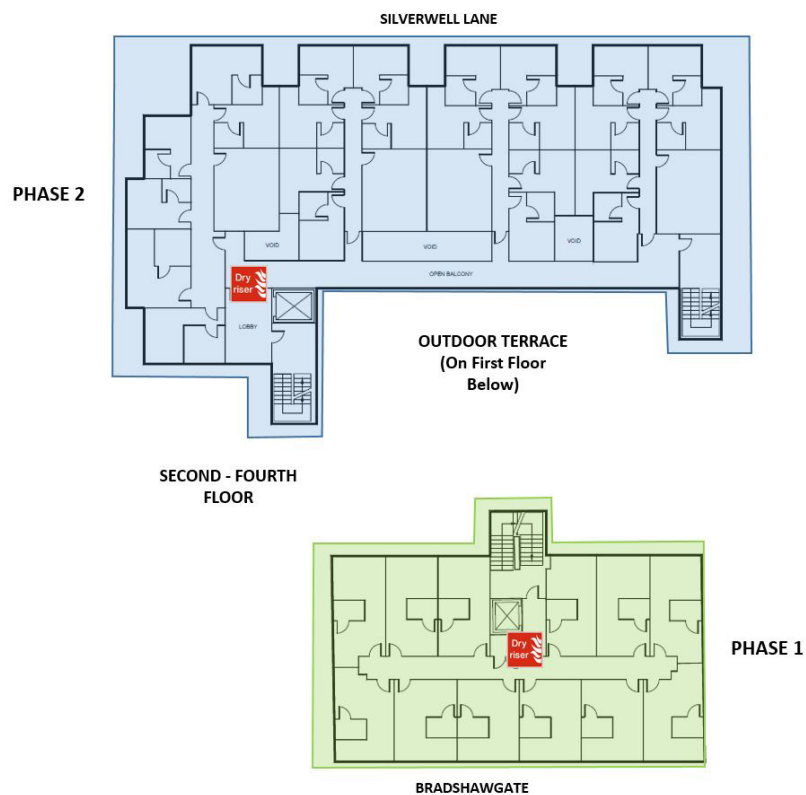 SILVERWELL LANE
PHASE 2
VOID
VOID
VOID
Dry
riser
OPEN BALCONY
LOBBY
OUTDOOR TERRACE
(On First Floor
Below)
SECOND - FOURTH
FLOOR
Dry
riser
PHASE 1
BRADSHAWGATE